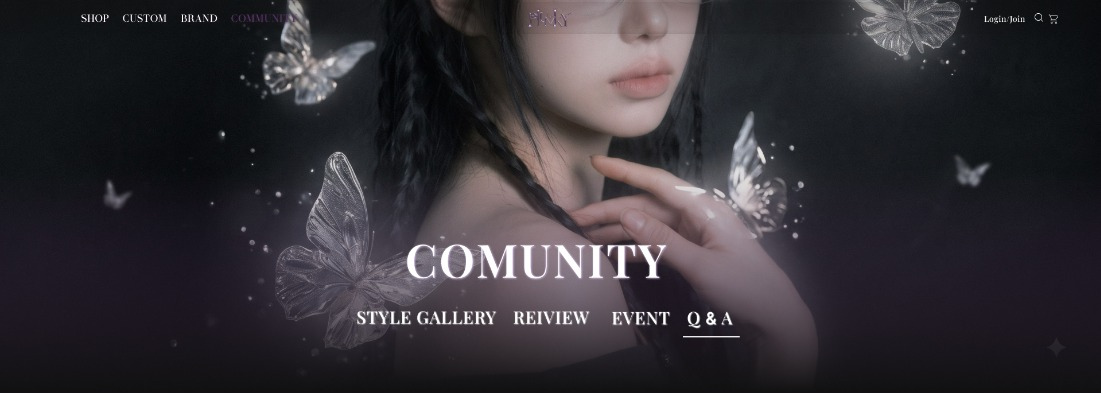 SHOP CUSTOM BRAND COMMUNITY Login/Join
COMUNITY
STYLE GALLERY REIVIEW EVENT Q & A